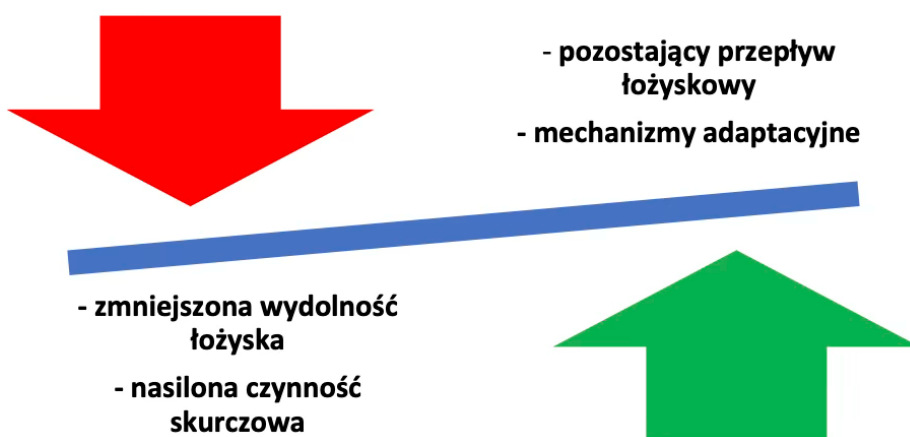 - pozostający przepływ
łożyskowy
- mechanizmy adaptacyjne
- zmniejszona wydolność
łożyska
- nasilona czynność
skurczowa